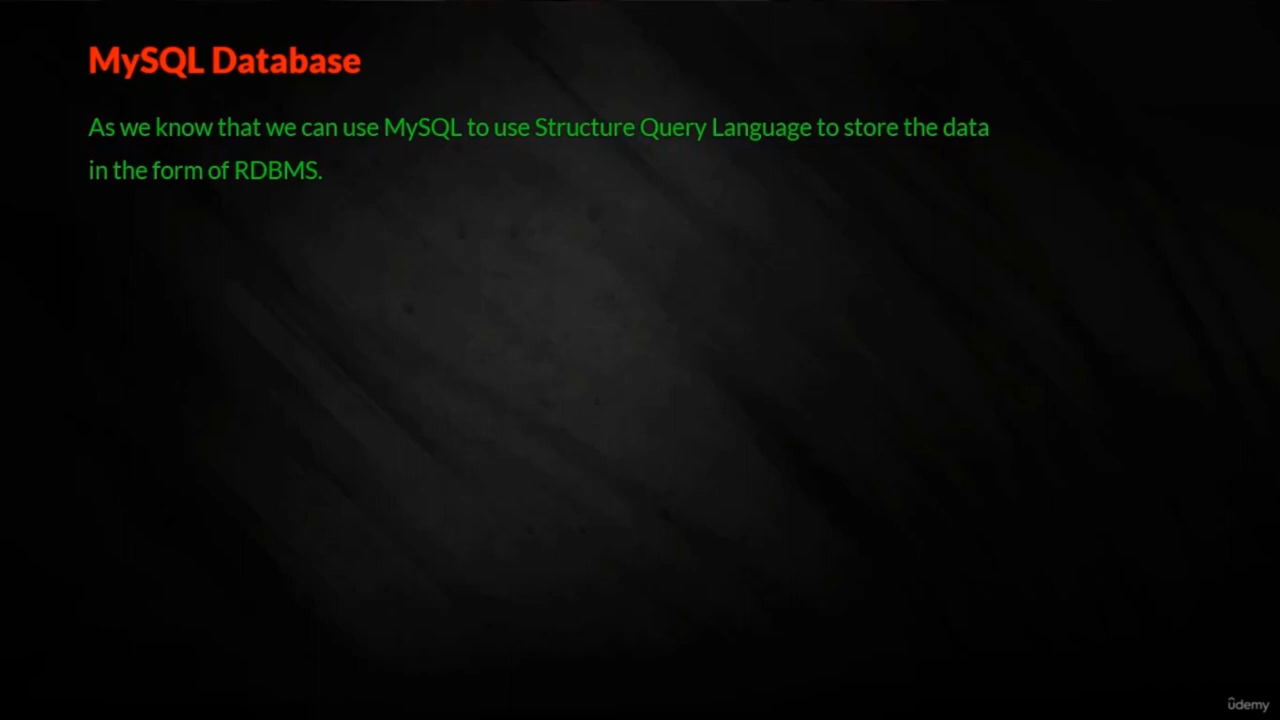 MySQL Database
As we know that we can use MySQL to use Structure Query Language to store the data
in the form of RDBMS.
ûdemy